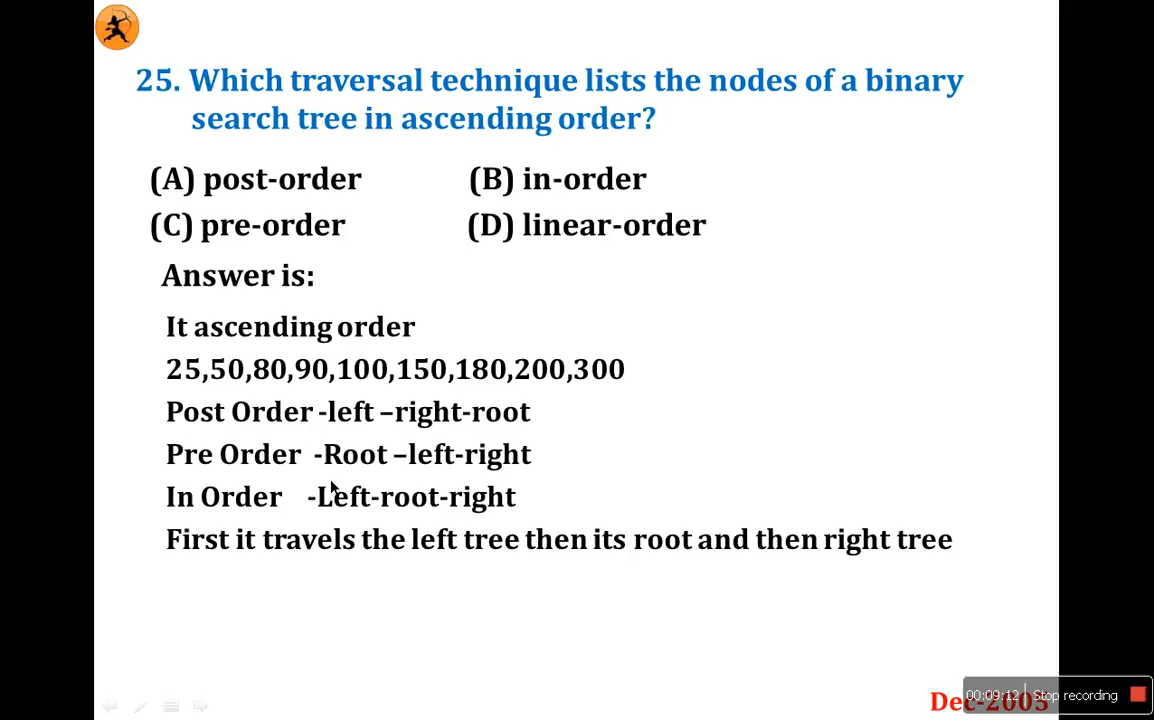 25. Which traversal technique lists the nodes of a binary
search tree in ascending order?
(A) post-order (B) in-order
(C) pre-order (D) linear-order
Answer is:
It ascending order
25,50,80,90,100,150,180,200,300
Post Order -left –right-root
Pre Order -Root –left-right
In Order -Left-root-right
First it travels the left tree then its root and then right tree
Dec-2005
00:09:12 Stop recording